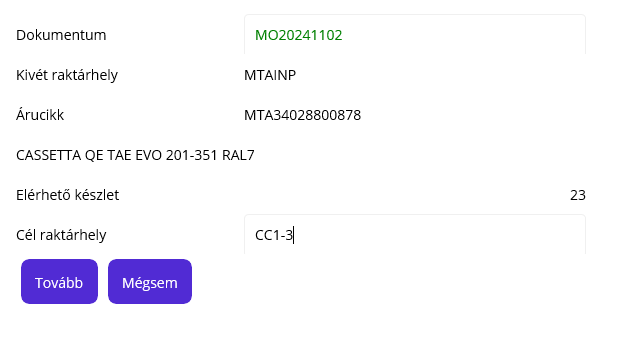 Dokumentum MO20241102
Kivét raktárhely MTAINP
Árucikk MTA34028800878
CASSETTA QE TAE EVO 201-351 RAL7
Elérhető készlet 23
Cél raktárhely CC1-3
Tovább Mégsem